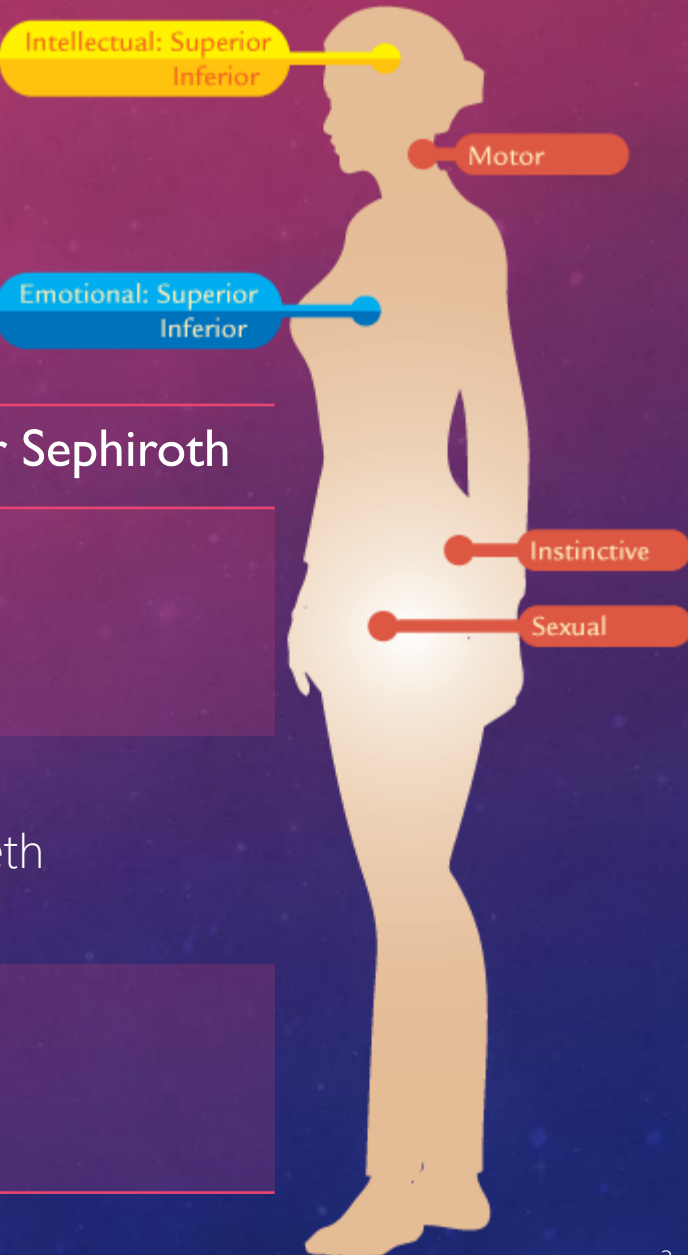 Intellectual: Superior
Inferior
Motor
Emotional: Superior
Inferior
Sephiroth
Instinctive
Sexual